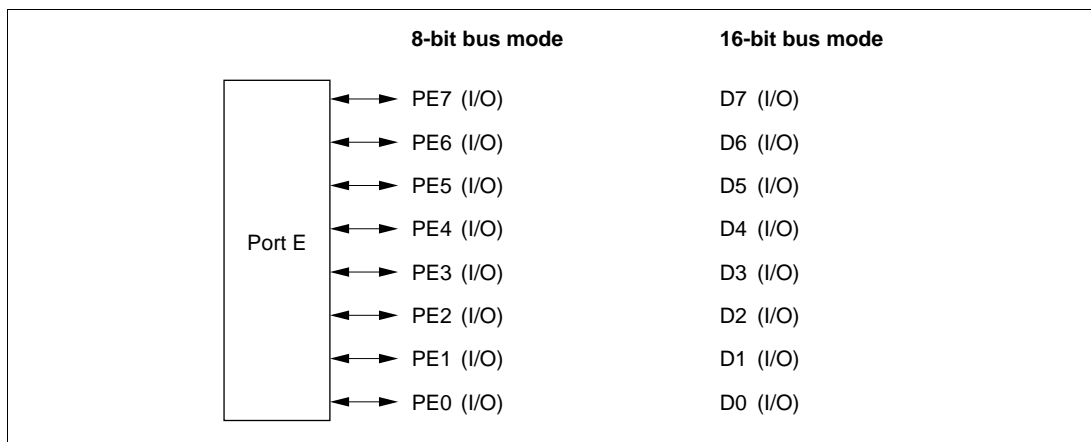 8-bit bus mode 16-bit bus mode
PE7 (I/O) D7 (I/O)
PE6 (I/O) D6 (I/O)
PE5 (I/O) D5 (I/O)
PE4 (I/O) D4 (I/O)
Port E
PE3 (I/O) D3 (I/O)
PE2 (I/O) D2 (I/O)
PE1 (I/O) D1 (I/O)
PE0 (I/O) D0 (I/O)